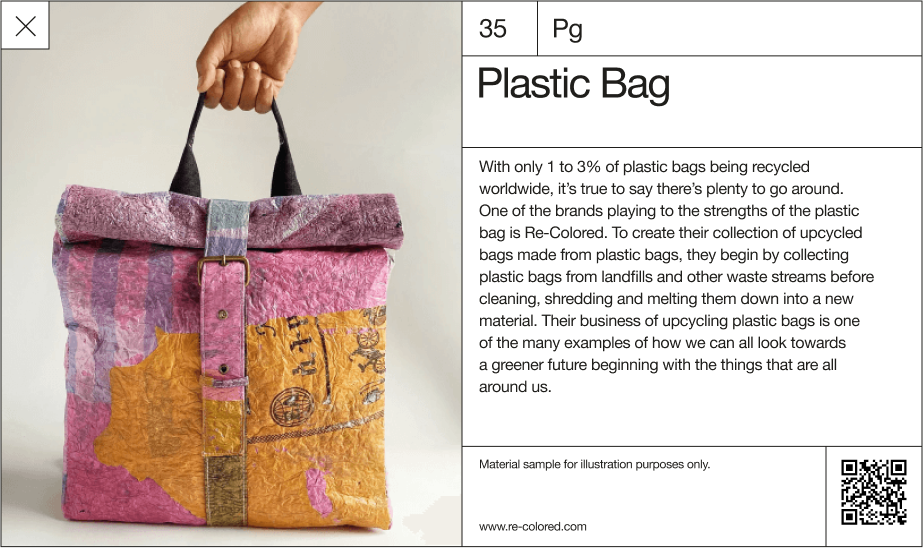 35
Pg
Plastic Bag
With only 1 to 3% of plastic bags being recycled
worldwide, it’s true to say there’s plenty to go around.
One of the brands playing to the strengths of the plastic
bag is Re-Colored. To create their collection of upcycled
bags made from plastic bags, they begin by collecting
plastic bags from landfills and other waste streams before
cleaning, shredding and melting them down into a new
material. Their business of upcycling plastic bags is one
of the many examples of how we can all look towards
a greener future beginning with the things that are all
around us.
Material sample for illustration purposes only.
www.re-colored.com